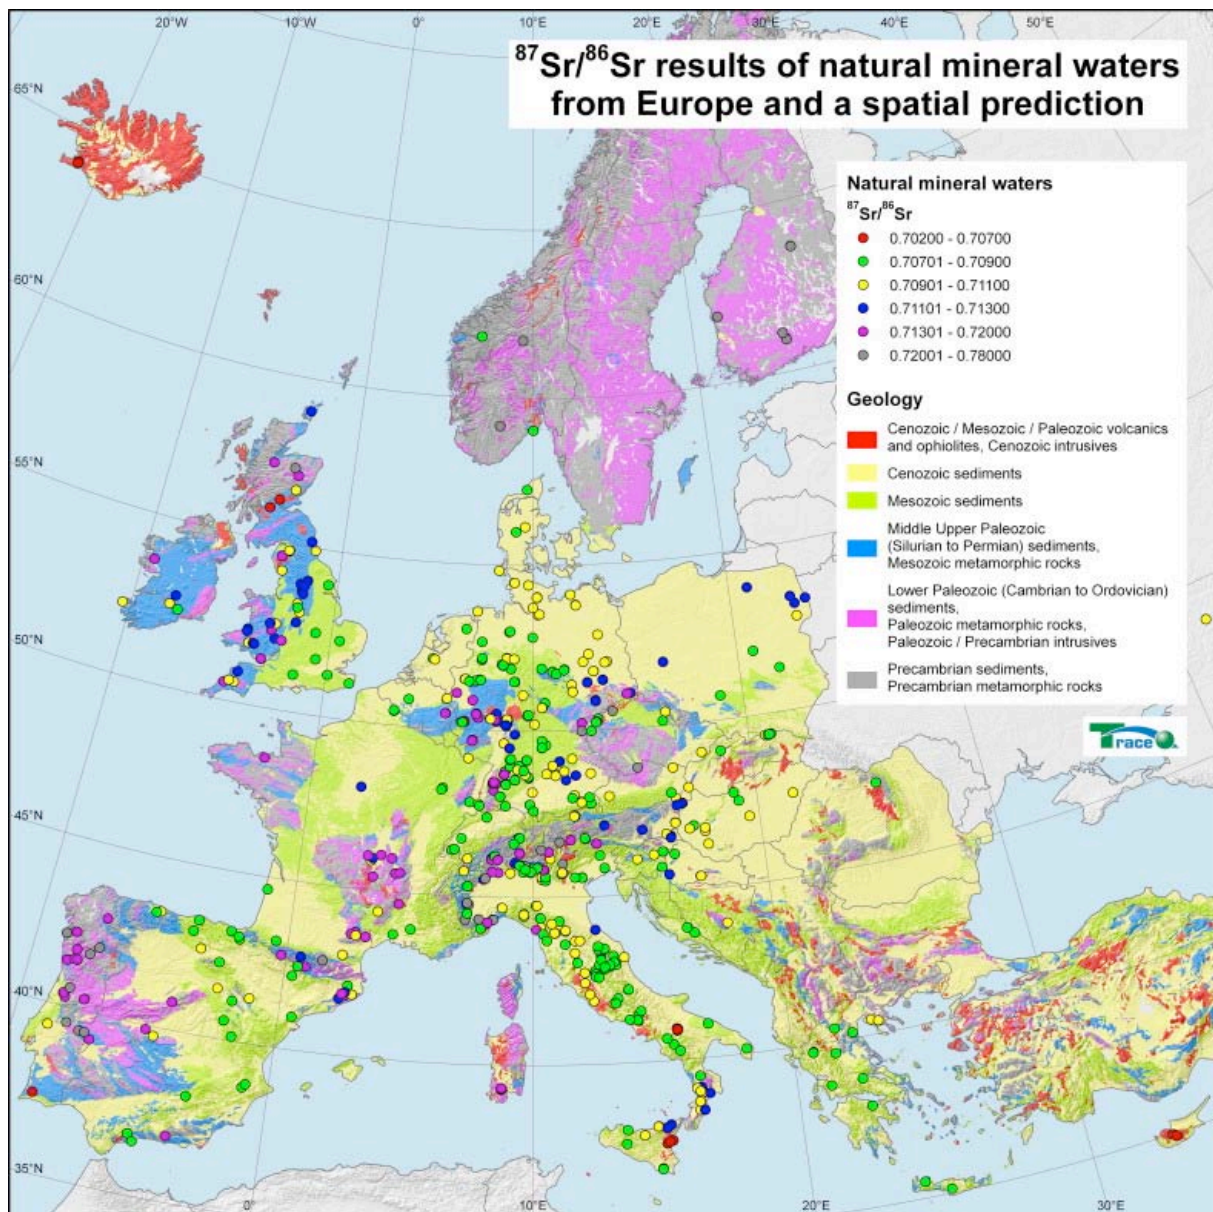 20°W
10°W
0°
10°E
20°E
30°E
50°E
⁸⁷Sr/⁸⁶Sr results of natural mineral waters
from Europe and a spatial prediction
65°N
60°N
55°N
50°N
45°N
40°N
35°N
Natural mineral waters
⁸⁷Sr/⁸⁶Sr
0.70200 - 0.70700
0.70701 - 0.70900
0.70901 - 0.71100
0.71101 - 0.71300
0.71301 - 0.72000
0.72001 - 0.78000
Geology
Cenozoic / Mesozoic / Paleozoic volcanics
and ophiolites, Cenozoic intrusives
Cenozoic sediments
Mesozoic sediments
Middle Upper Paleozoic
(Silurian to Permian) sediments,
Mesozoic metamorphic rocks
Lower Paleozoic (Cambrian to Ordovician)
sediments,
Paleozoic metamorphic rocks,
Paleozoic / Precambrian intrusives
Precambrian sediments,
Precambrian metamorphic rocks
Trace
0°
10°E
20°E
30°E